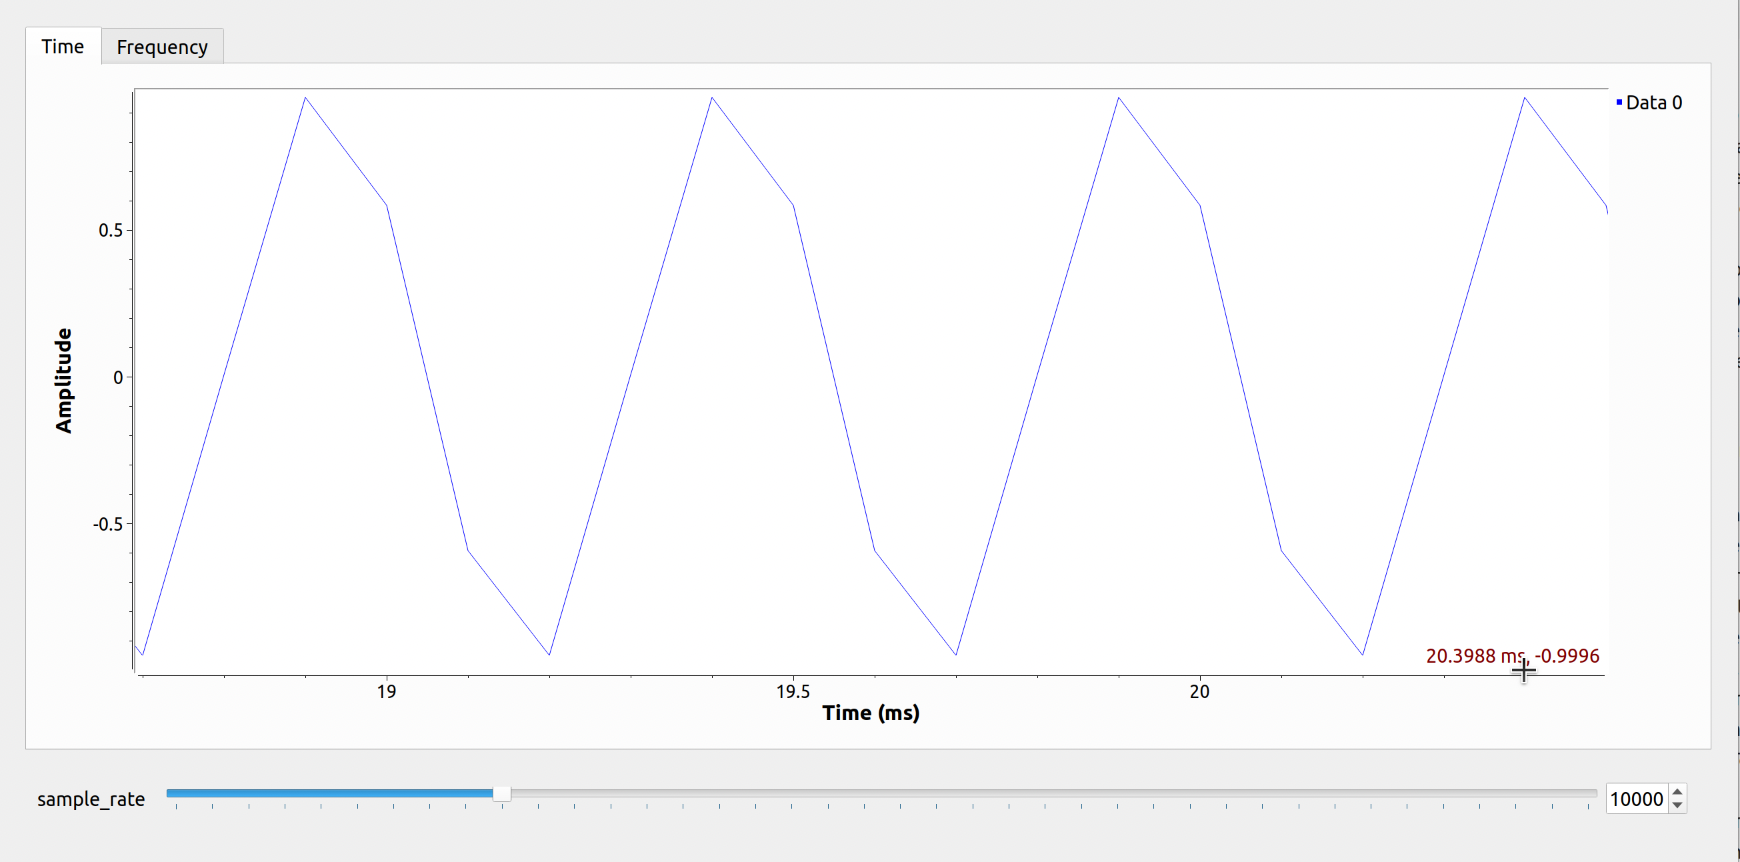 Time
Frequency
Data 0
0.5
0
-0.5
Amplitude
20.3988 ms, -0.9996
19
19.5
20
Time (ms)
sample_rate
10000